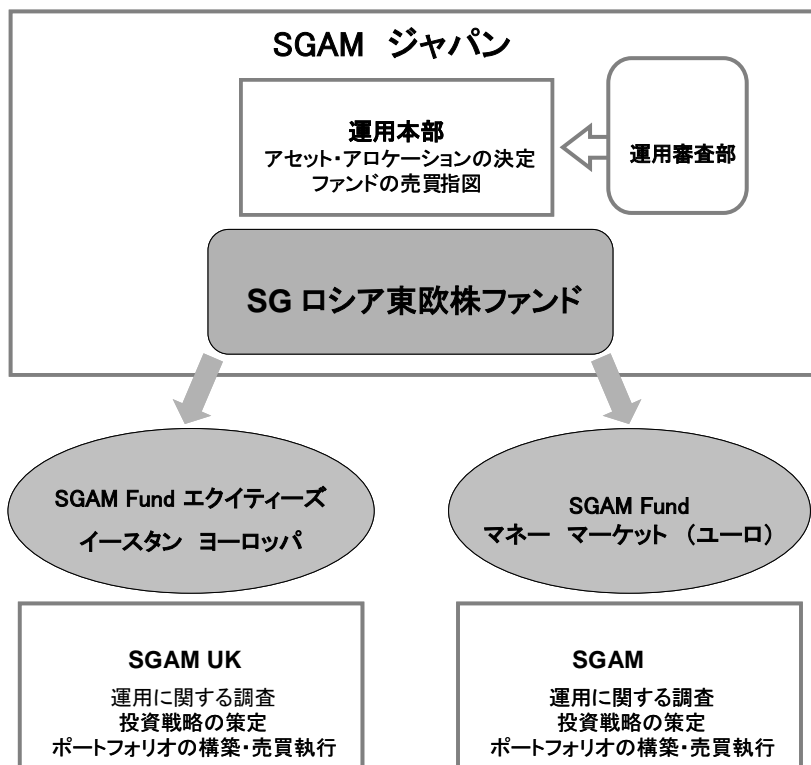 SGAM ジャパン
運用本部
アセット・アロケーションの決定
ファンドの売買指図
運用審査部
SG ロシア東欧株ファンド
SGAM Fund エクイティーズ
イースタン ヨーロッパ
SGAM Fund
マネー マーケット (ユーロ)
SGAM UK
運用に関する調査
投資戦略の策定
ポートフォリオの構築・売買執行
SGAM
運用に関する調査
投資戦略の策定
ポートフォリオの構築・売買執行